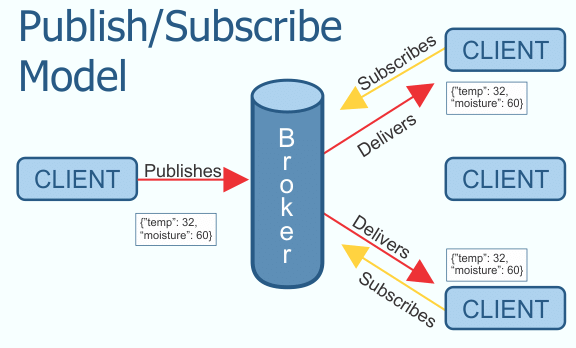 Publish/Subscribe
Model
CLIENT
Publishes
{"temp": 32,
"moisture": 60}
Broker
Subscribes
Delivers
CLIENT
{"temp": 32,
"moisture": 60}
CLIENT
Delivers
Subscribes
{"temp": 32,
"moisture": 60}
CLIENT